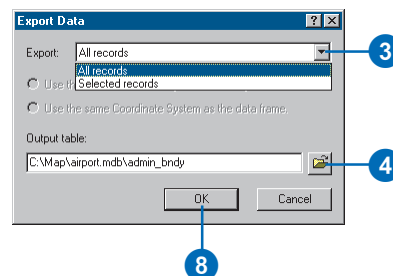 Export Data
Export: All records
All records
Selected records
Use th
Use the same Coordinate System as the data frame.
Output table:
C:\Map\airport.mdb\admin_bndy
OK Cancel
3
4
8